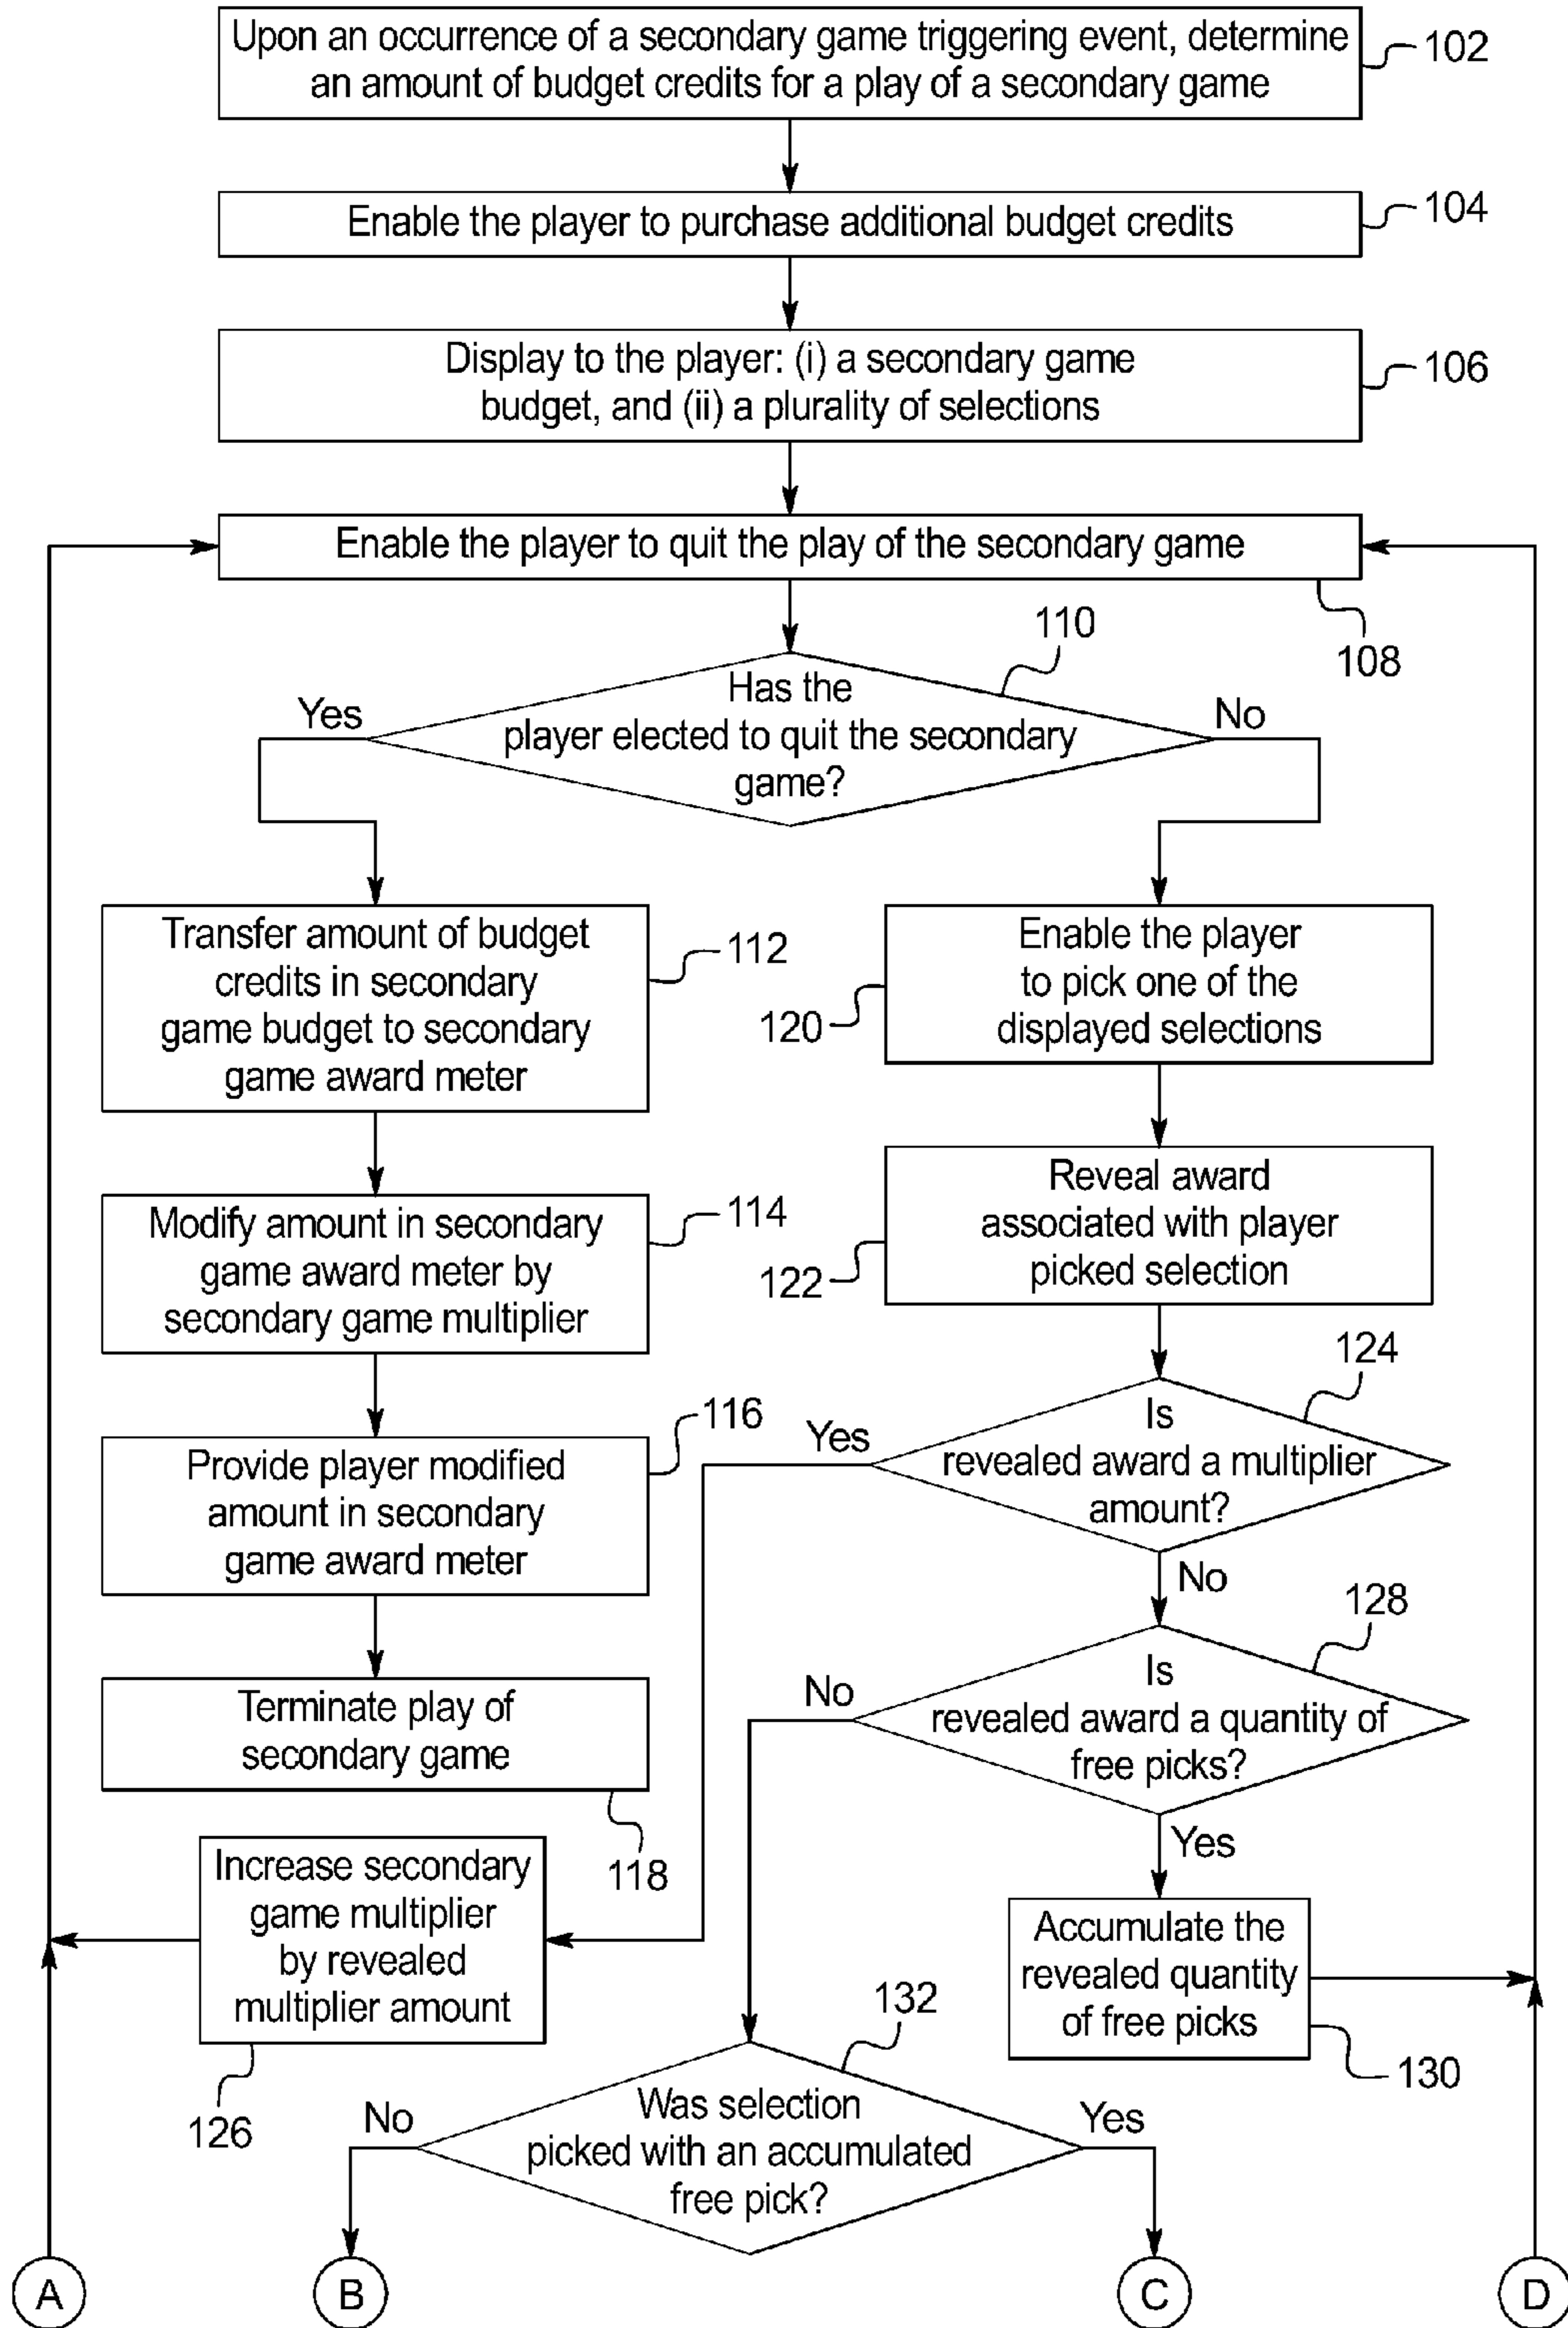 Upon an occurrence of a secondary game triggering event, determine
an amount of budget credits for a play of a secondary game
102
Enable the player to purchase additional budget credits
104
Display to the player: (i) a secondary game
budget, and (ii) a plurality of selections
106
Enable the player to quit the play of the secondary game
108
110
Has the
player elected to quit the secondary
game?
Yes
No
Transfer amount of budget
credits in secondary
game budget to secondary
game award meter
112
Enable the player
to pick one of the
displayed selections
120
Modify amount in secondary
game award meter by
secondary game multiplier
114
Reveal award
associated with player
picked selection
122
Provide player modified
amount in secondary
game award meter
116
124
Is
revealed award a multiplier
amount?
Yes
No
Terminate play of
secondary game
118
128
Is
revealed award a quantity of
free picks?
No
Yes
Increase secondary
game multiplier
by revealed
multiplier amount
126
Accumulate the
revealed quantity
of free picks
130
132
Was selection
picked with an accumulated
free pick?
No
Yes
A
B
C
D